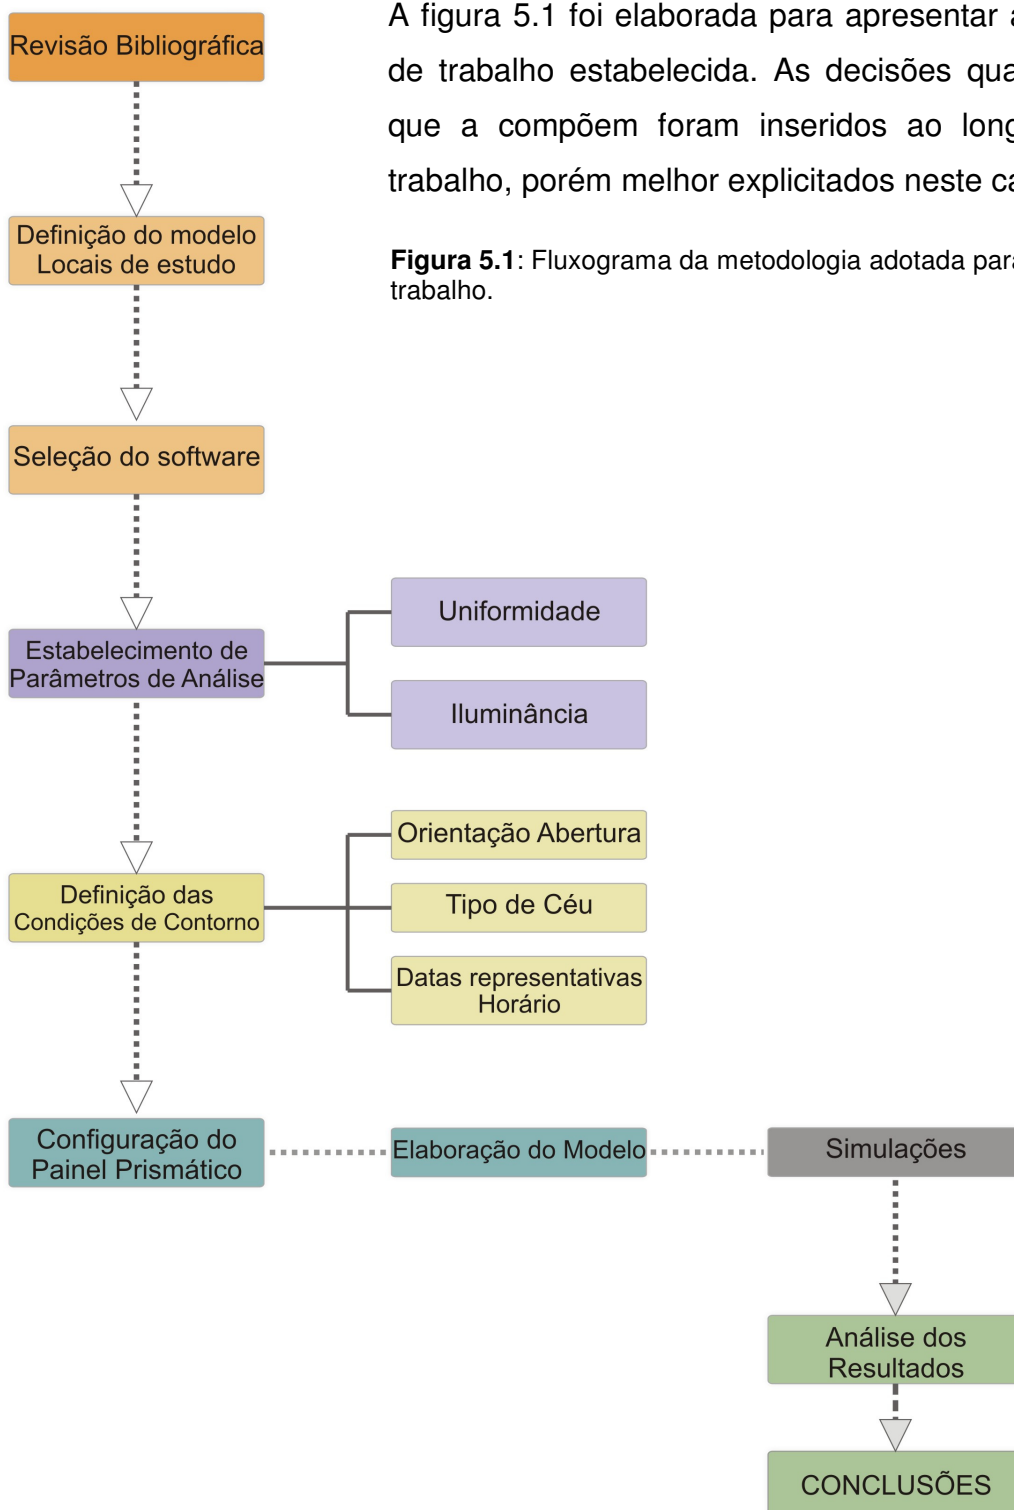 A figura 5.1 foi elaborada para apresentar a
de trabalho estabelecida. As decisões qua
que a compõem foram inseridos ao long
trabalho, porém melhor explicitados neste ca
Figura 5.1: Fluxograma da metodologia adotada para
trabalho.
Revisão Bibliográfica
Definição do modelo
Locais de estudo
Seleção do software
Estabelecimento de
Parâmetros de Análise
Uniformidade
Iluminância
Definição das
Condições de Contorno
Orientação Abertura
Tipo de Céu
Datas representativas
Horário
Configuração do
Painel Prismático
Elaboração do Modelo
Simulações
Análise dos
Resultados
CONCLUSÕES